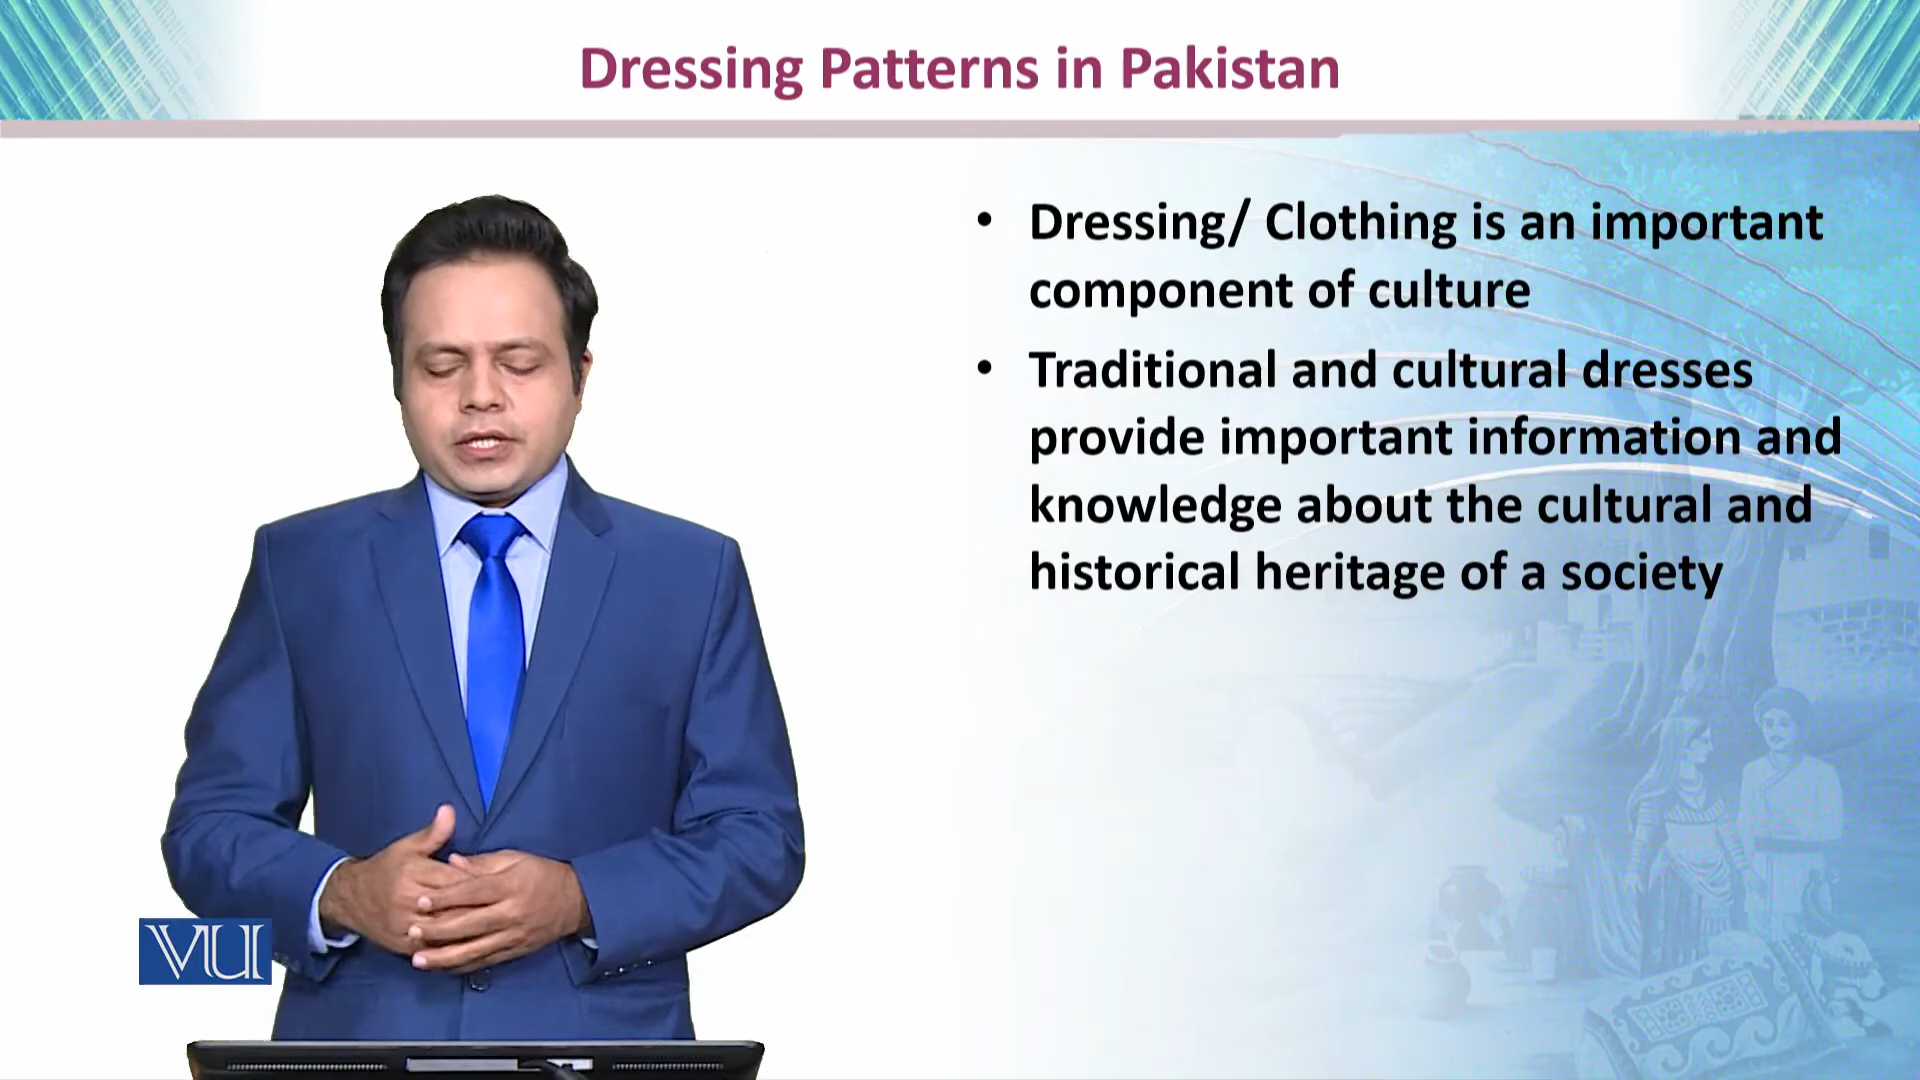 Dressing Patterns in Pakistan
• Dressing/ Clothing is an important
component of culture
• Traditional and cultural dresses
provide important information and
knowledge about the cultural and
historical heritage of a society
VU